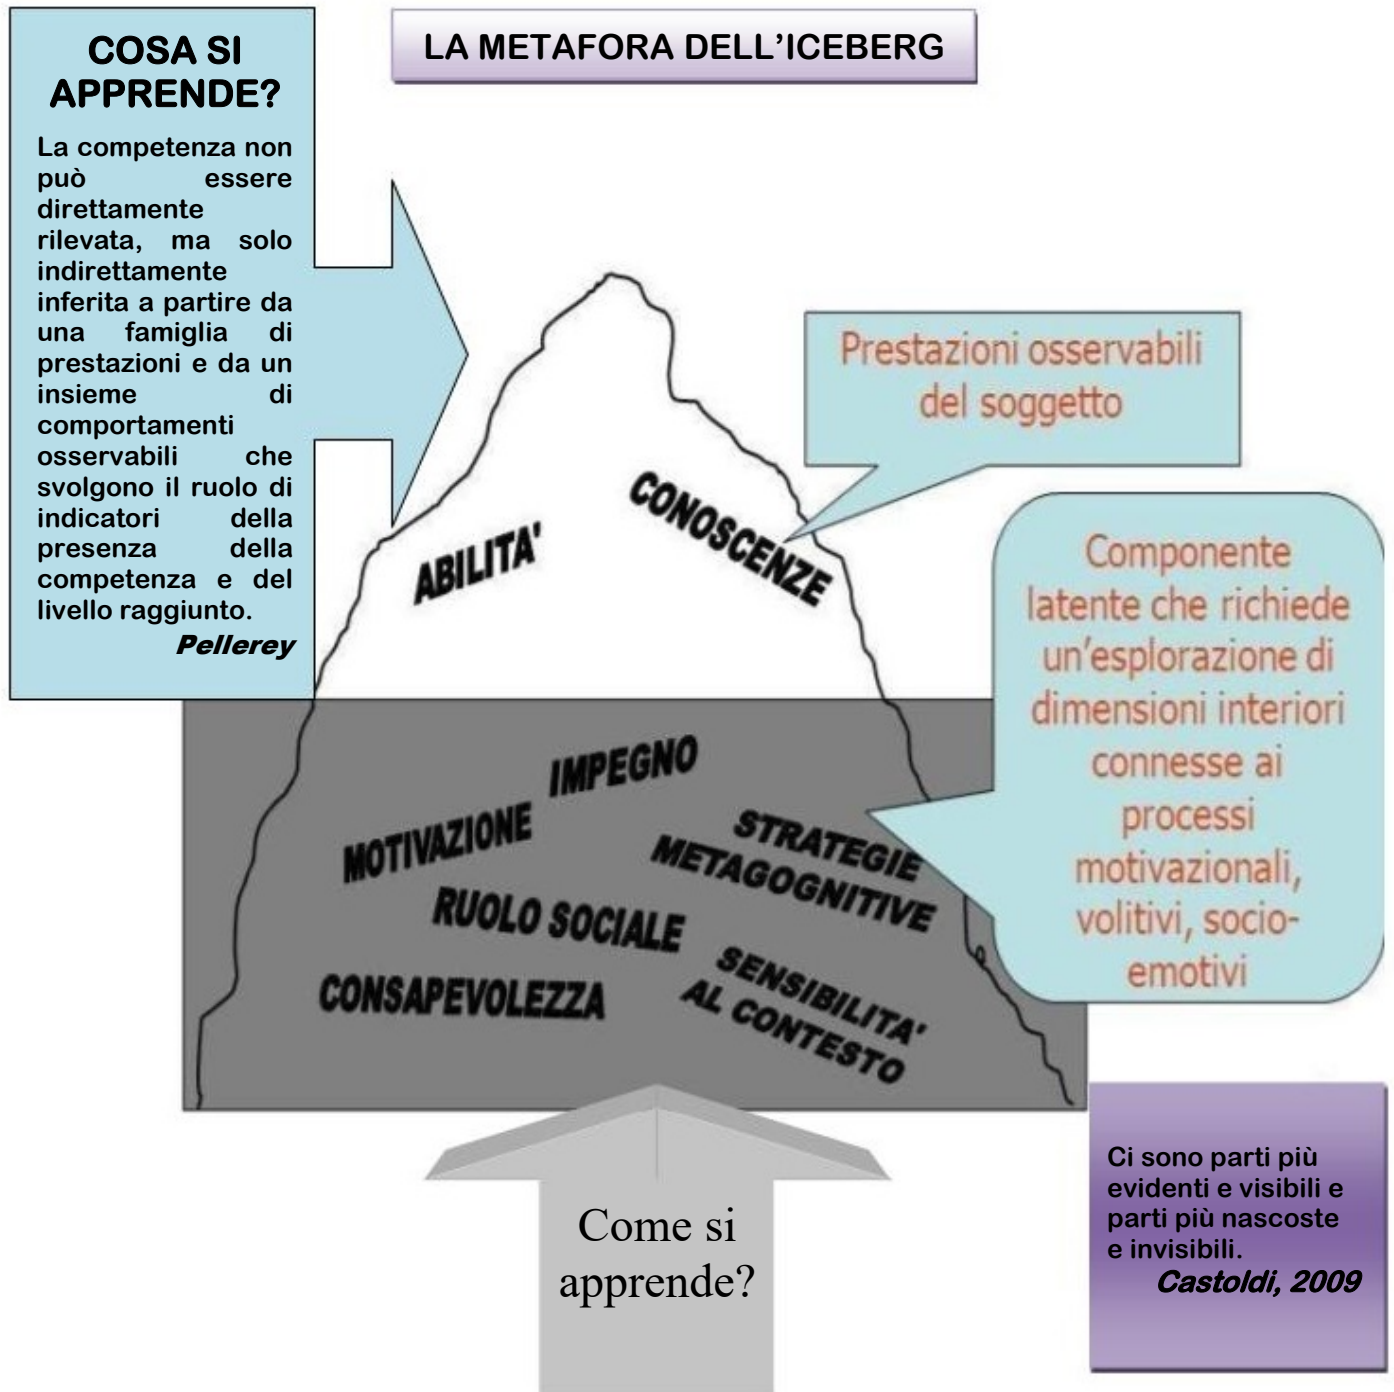 COSA SI
APPRENDE?
La competenza non
può essere
direttamente
rilevata, ma solo
indirettamente
inferita a partire da
una famiglia di
prestazioni e da un
insieme di
comportamenti
osservabili che
svolgono il ruolo di
indicatori della
presenza della
competenza e del
livello raggiunto.
Pellerey
LA METAFORA DELL’ICEBERG
Prestazioni osservabili
del soggetto
CONOSCENZE
ABILITA'
Componente
latente che richiede
un’esplorazione di
dimensioni interiori
connesse ai
processi
motivazionali,
volitivi, socio-
emotivi
IMPEGNO
MOTIVAZIONE
STRATEGIE
METAGOGNITIVE
RUOLO SOCIALE
CONSAPEVOLEZZA
SENSIBILITA'
AL CONTESTO
Come si
apprende?
Ci sono parti più
evidenti e visibili e
parti più nascoste
e invisibili.
Castoldi, 2009